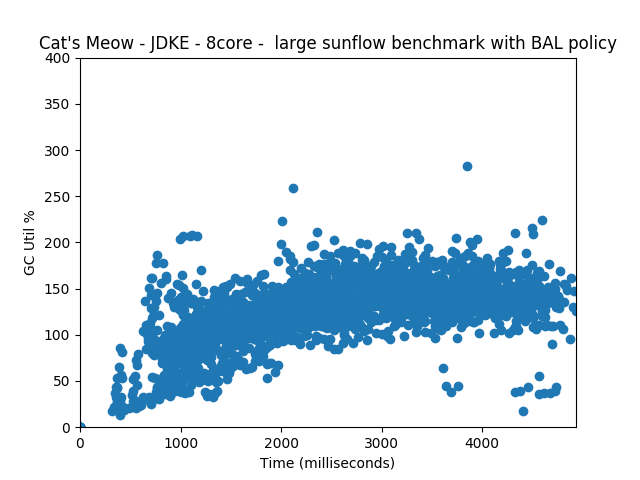 Cat's Meow - JDKE - 8core -  large sunflow benchmark with BAL policy
400
350
300
250
200
150
100
50
0
GC Util %
0 1000 2000 3000 4000
Time (milliseconds)